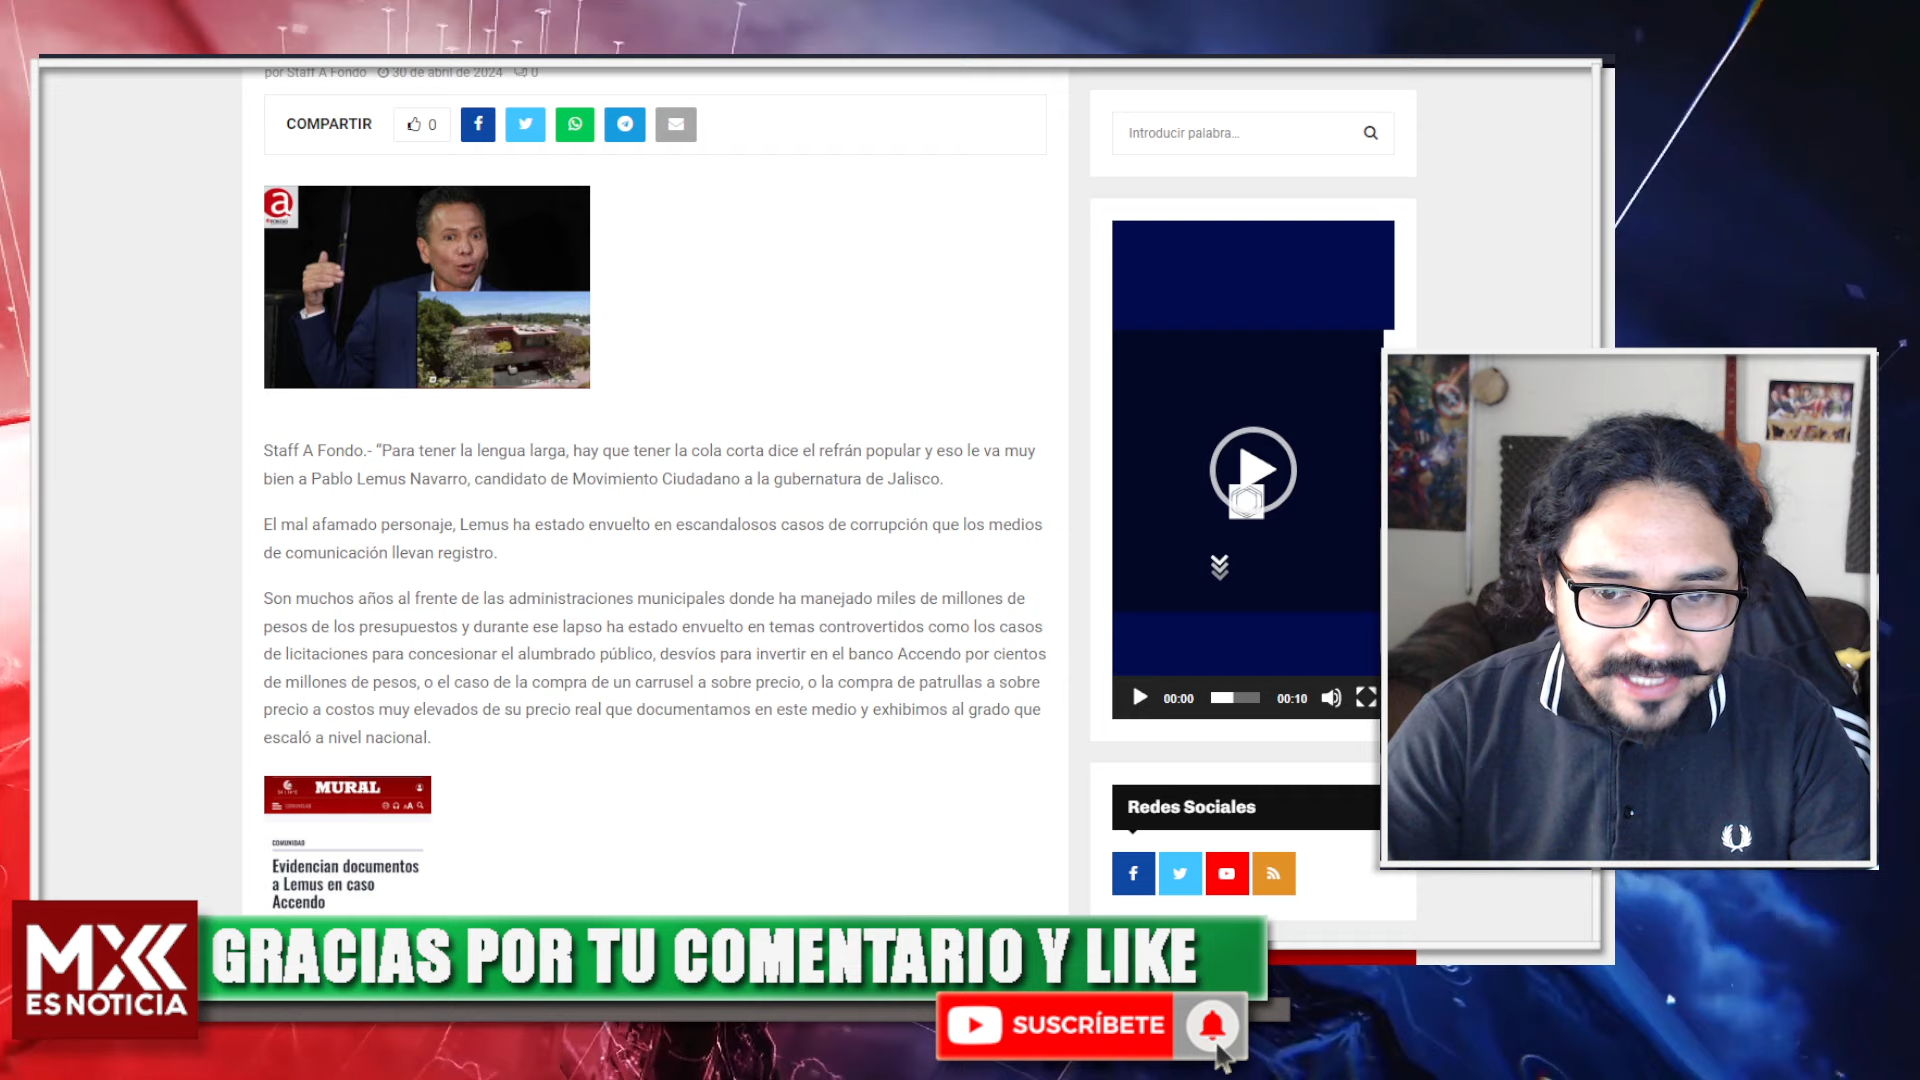 por Staff A Fondo 30 de abril de 2024 0
COMPARTIR 0
Introducir palabra...
a
Staff A Fondo.- “Para tener la lengua larga, hay que tener la cola corta dice el refrán popular y eso le va muy
bien a Pablo Lemus Navarro, candidato de Movimiento Ciudadano a la gubernatura de Jalisco.
El mal afamado personaje, Lemus ha estado envuelto en escandalosos casos de corrupción que los medios
de comunicación llevan registro.
Son muchos años al frente de las administraciones municipales donde ha manejado miles de millones de
pesos de los presupuestos y durante ese lapso ha estado envuelto en temas controvertidos como los casos
de licitaciones para concesionar el alumbrado público, desvíos para invertir en el banco Accendo por cientos
de millones de pesos, o el caso de la compra de un carrusel a sobre precio, o la compra de patrullas a sobre
precio a costos muy elevados de su precio real que documentamos en este medio y exhibimos al grado que
escaló a nivel nacional.
00:00 00:10
MURAL
COMUNIDAD
Evidencian documentos
a Lemus en caso
Accendo
Redes Sociales
MX
ES NOTICIA
GRACIAS POR TU COMENTARIO Y LIKE
SUSCRÍBETE